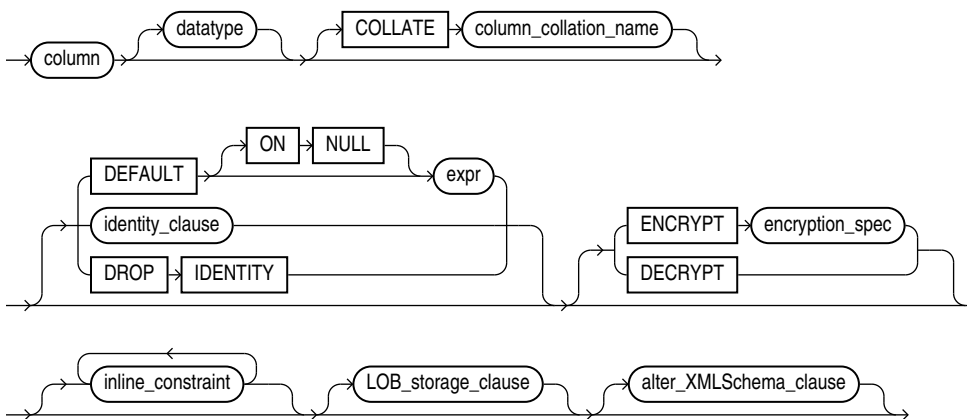 column datatype COLLATE column_collation_name
DEFAULT ON NULL expr
identity_clause
DROP IDENTITY
ENCRYPT encryption_spec
DECRYPT
inline_constraint LOB_storage_clause alter_XMLSchema_clause